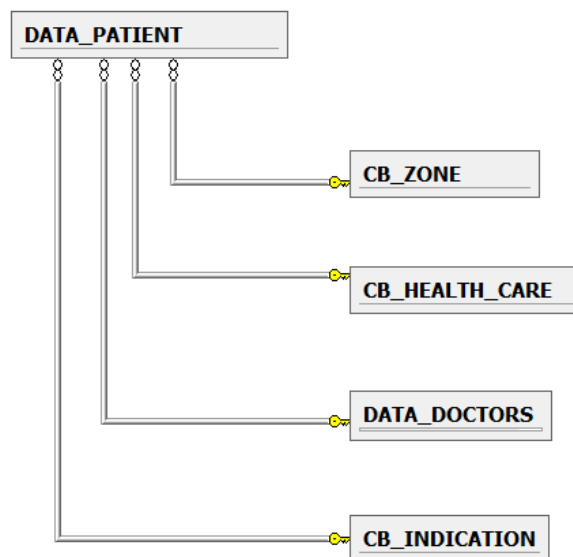 DATA_PATIENT
CB_ZONE
CB_HEALTH_CARE
DATA_DOCTORS
CB_INDICATION